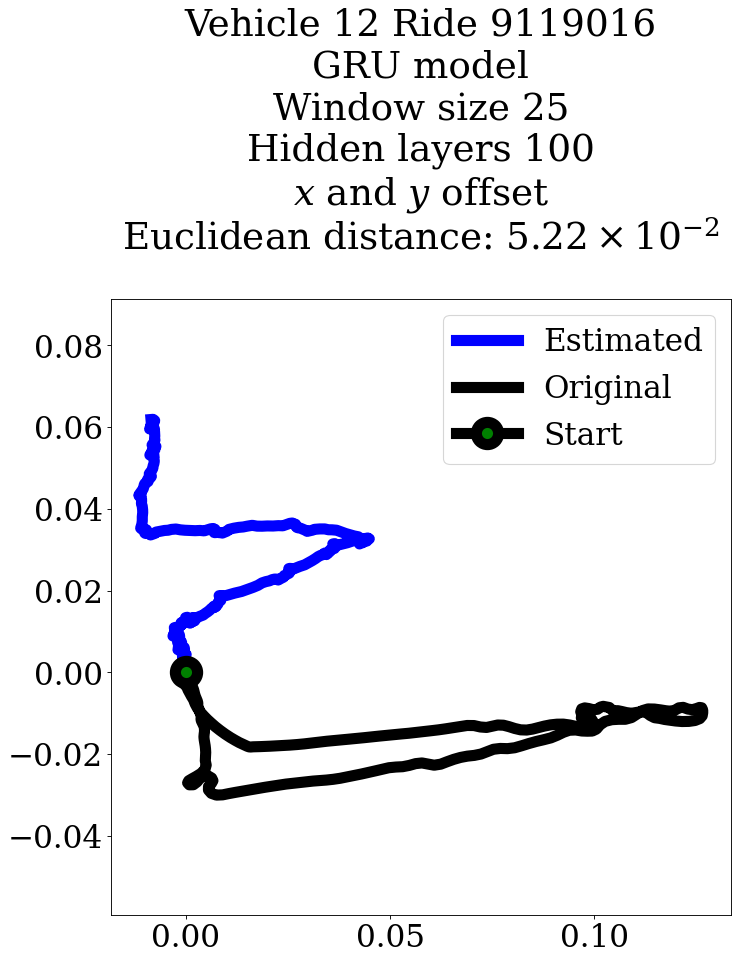 Vehicle 12 Ride 9119016
GRU model
Window size 25
Hidden layers 100
x and y offset
Euclidean distance: 5.22 × 10⁻²
Estimated
Original
Start
0.08
0.06
0.04
0.02
0.00
−0.02
−0.04
0.00 0.05 0.10